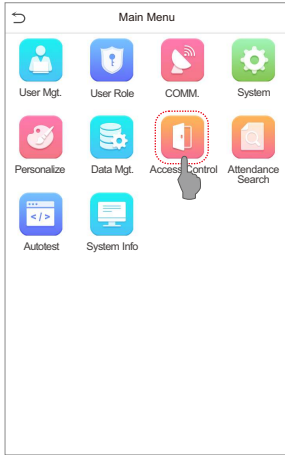 Main Menu
User Mgt.
User Role
COMM.
System
Personalize
Data Mgt.
Access Control
Attendance
Search
</>
Autotest
System Info